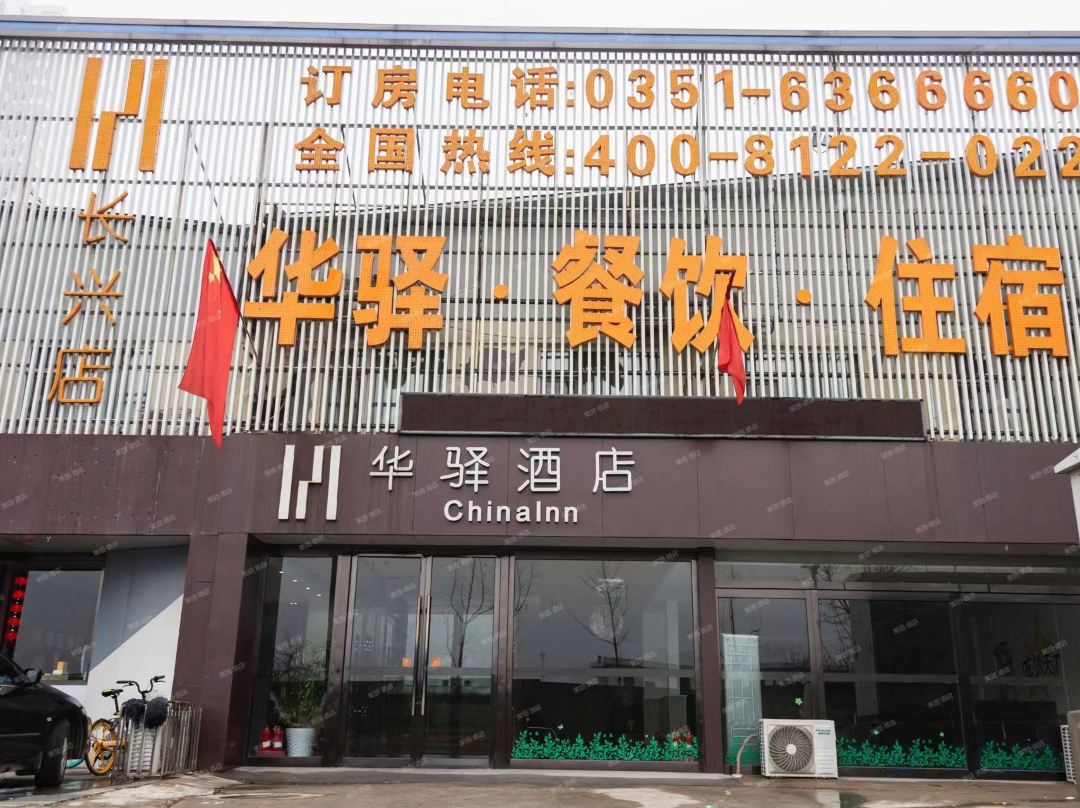 订房电话:0351-6366660
全国热线:400-8122-022
长兴店
华驿·餐饮·住宿
华驿酒店
ChinaInn